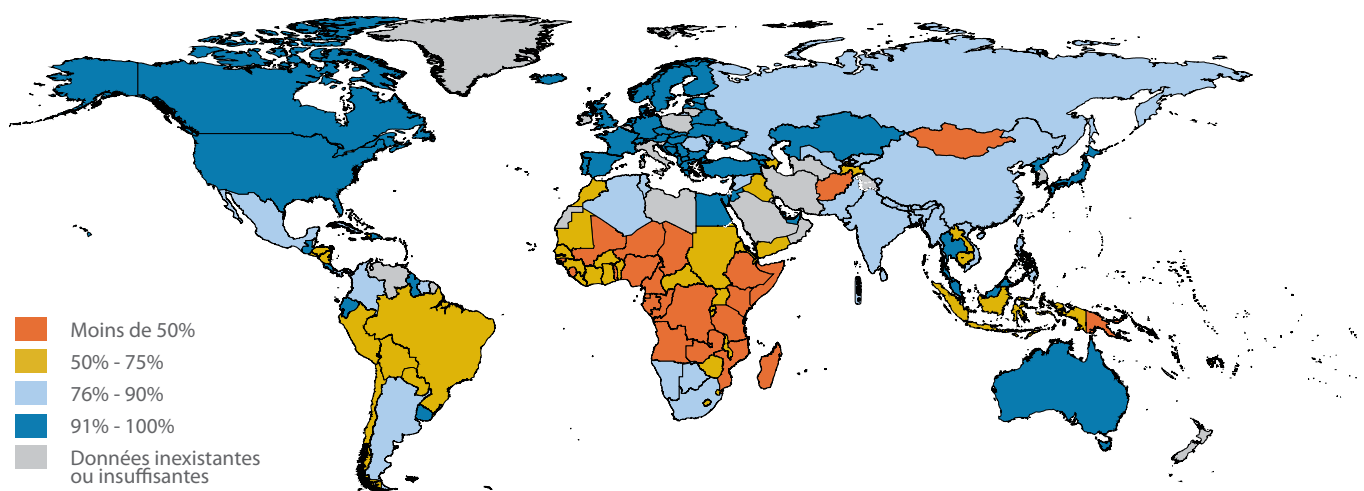 Moins de 50%
50% - 75%
76% - 90%
91% - 100%
Données inexistantes
ou insuffisantes